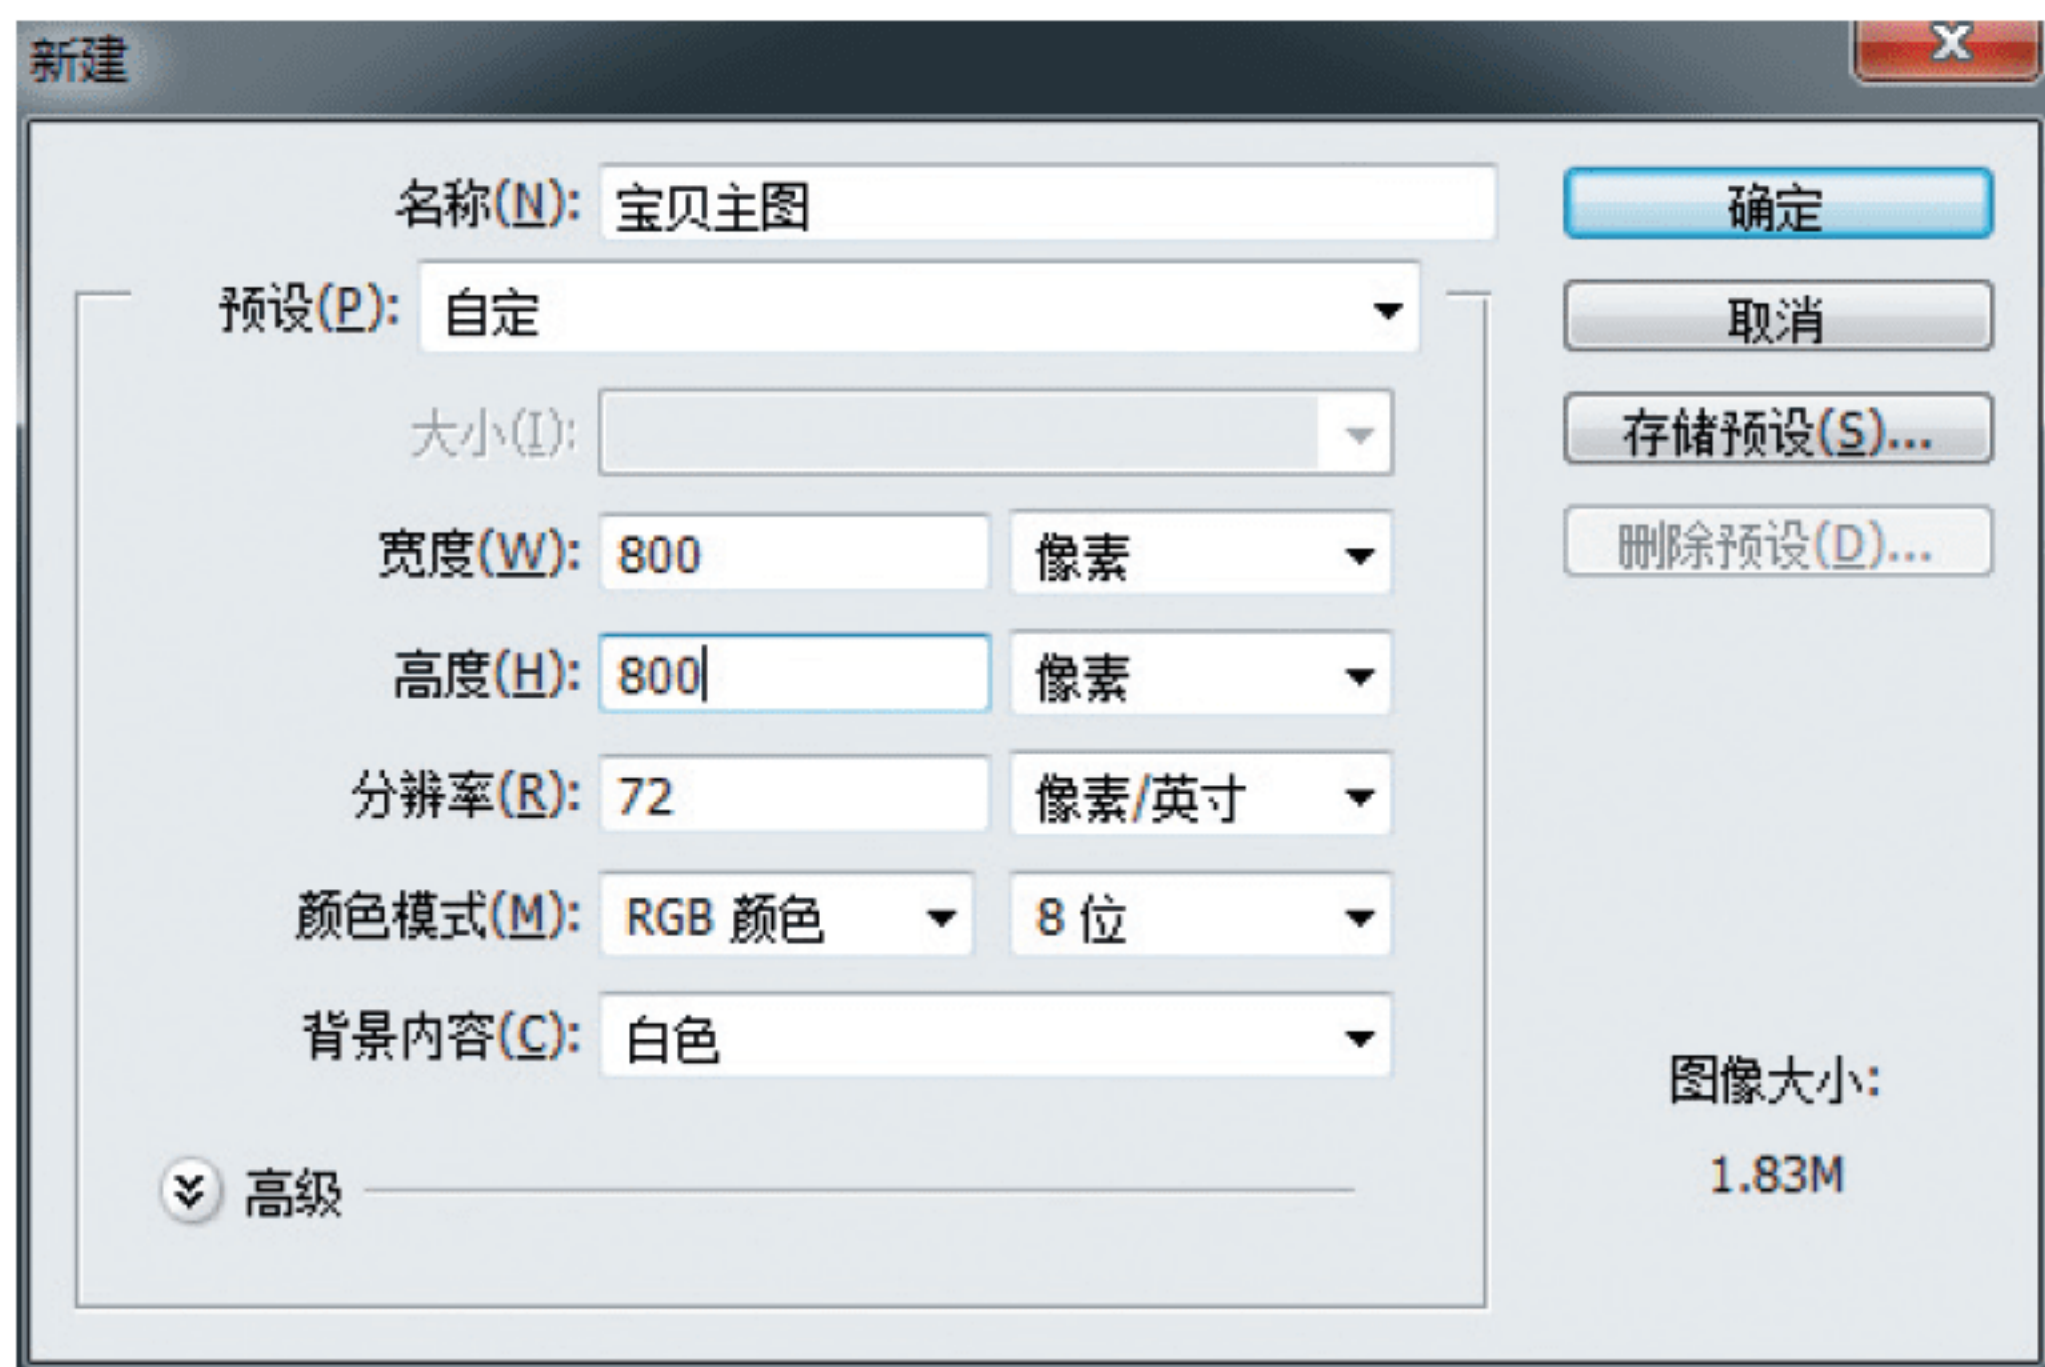 新建
名称(N): 宝贝主图
确定
预设(P): 自定
取消
大小(I):
存储预设(S)...
宽度(W): 800 像素
删除预设(D)...
高度(H): 800 像素
分辨率(R): 72 像素/英寸
颜色模式(M): RGB 颜色 8 位
背景内容(C): 白色
图像大小:
1.83M
高级